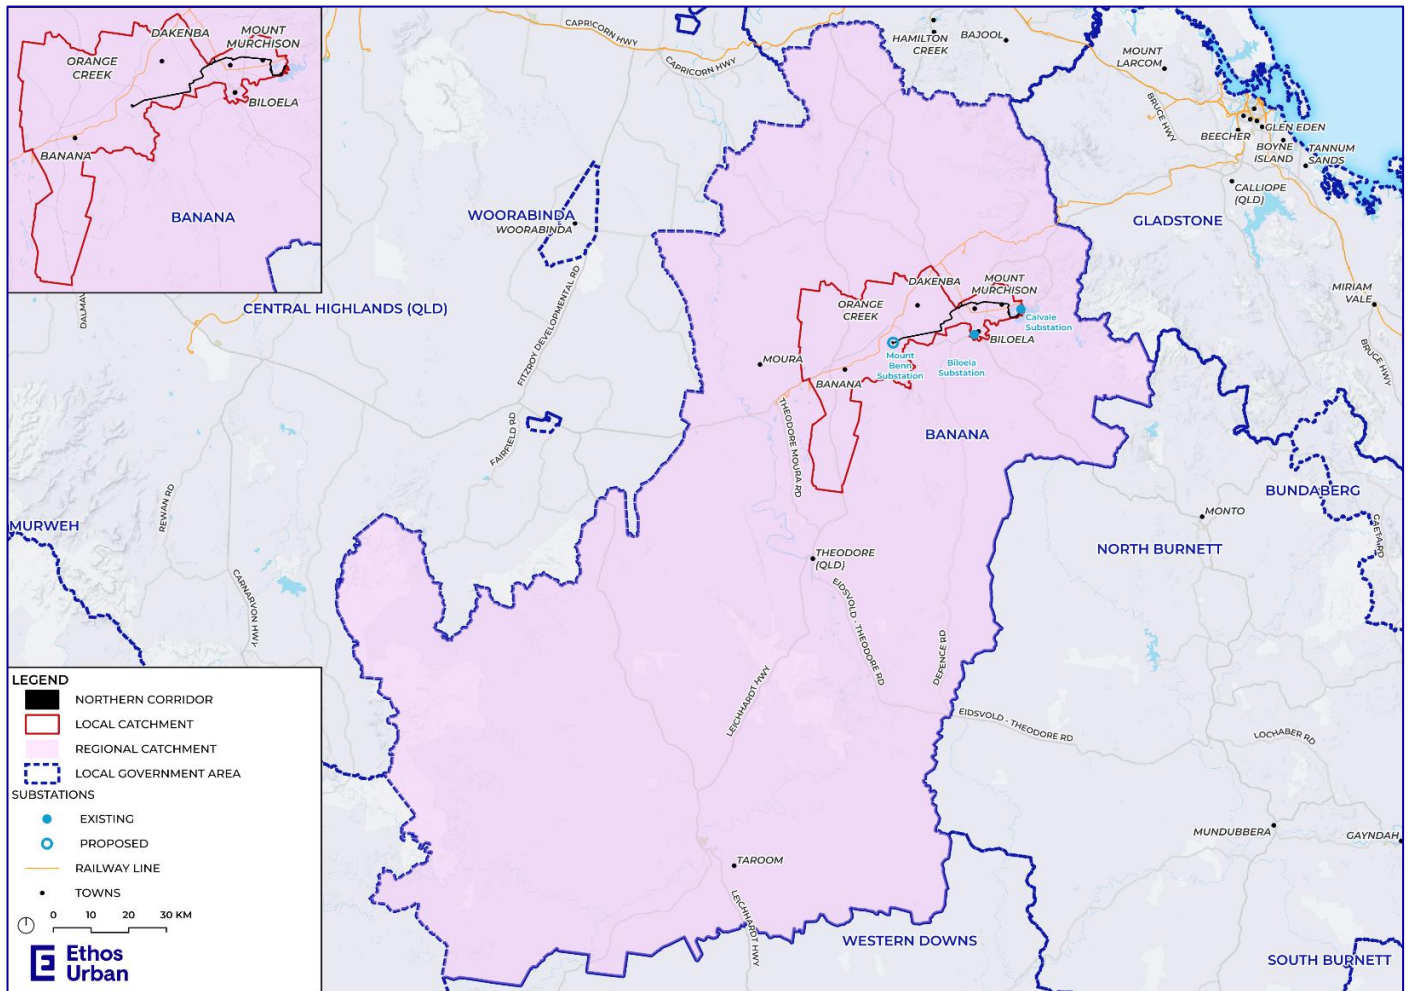 DAKENBA
MOUNT
MURCHISON
ORANGE
CREEK
BILOELA
BANANA
BANANA
CAPRICORN HWY
CAPRICORN HWY
HAMILTON
CREEK
BAJOOL
MOUNT
LARCOM
BRUCE HWY
BEECHER
GLEN EDEN
BOYNE
ISLAND
TANNUM
SANDS
CALLIOPE
(QLD)
GLADSTONE
MIRIAM
VALE
BRUCE HWY
WOORABINDA
WOORABINDA
CENTRAL HIGHLANDS (QLD)
DALMA
FITZROY DEVELOPMENTAL RD
FAIRFIELD RD
DAKENBA
MOUNT
MURCHISON
ORANGE
CREEK
Calvale
Substation
BILOELA
Mount
Benn
Substation
Biloela
Substation
MOURA
BANANA
THEODORE MOURA RD
BANANA
REWAN RD
MURWEH
CARNARVON HWY
BUNDABERG
MONTO
NORTH BURNETT
GAETA RD
THEODORE
(QLD)
EIDSVOLD - THEODORE RD
DEFENCE RD
LEICHHARDT HWY
EIDSVOLD - THEODORE RD
LOCHABER RD
MUNDUBBERA
GAYNDAH
TAROOM
LEICHHARDT HWY
WESTERN DOWNS
SOUTH BURNETT
LEGEND
NORTHERN CORRIDOR
LOCAL CATCHMENT
REGIONAL CATCHMENT
LOCAL GOVERNMENT AREA
SUBSTATIONS
EXISTING
PROPOSED
RAILWAY LINE
TOWNS
0 10 20 30 KM
Ethos
Urban